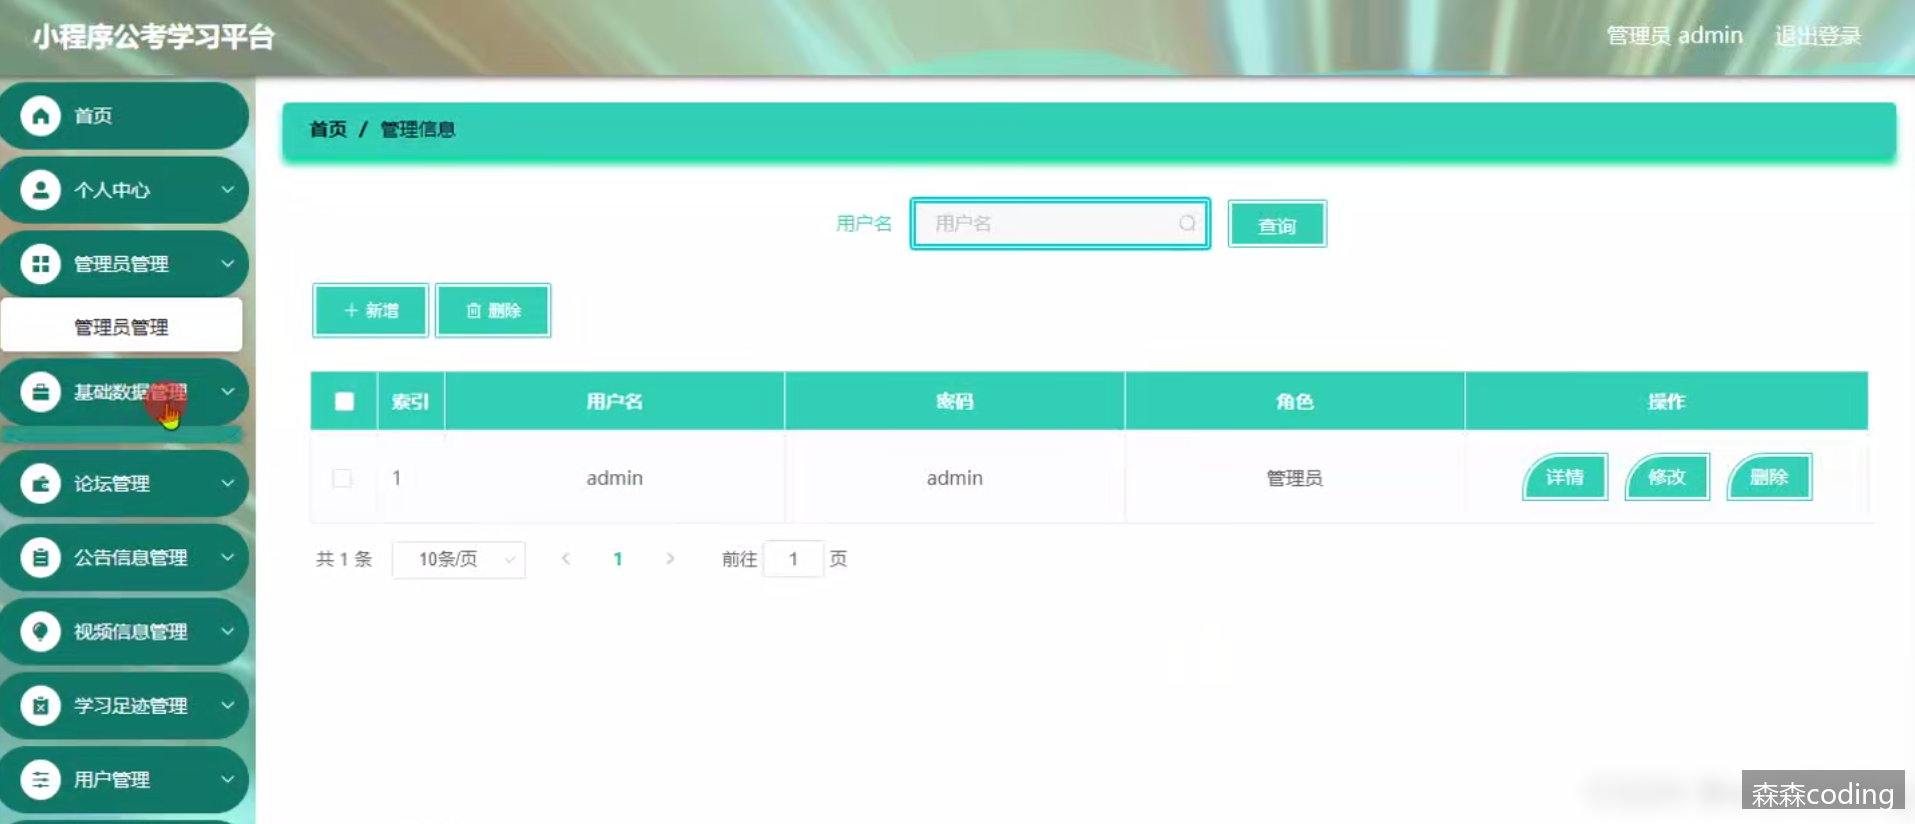 小程序公考学习平台
管理员 admin 退出登录
首页
个人中心
管理员管理
管理员管理
基础数据管理
论坛管理
公告信息管理
视频信息管理
学习足迹管理
用户管理
首页 / 管理信息
用户名 用户名 查询
新增 删除
索引 用户名 密码 角色 操作
1 admin admin 管理员 详情 修改 删除
共 1 条 10条/页 1 前往 1 页
森森coding